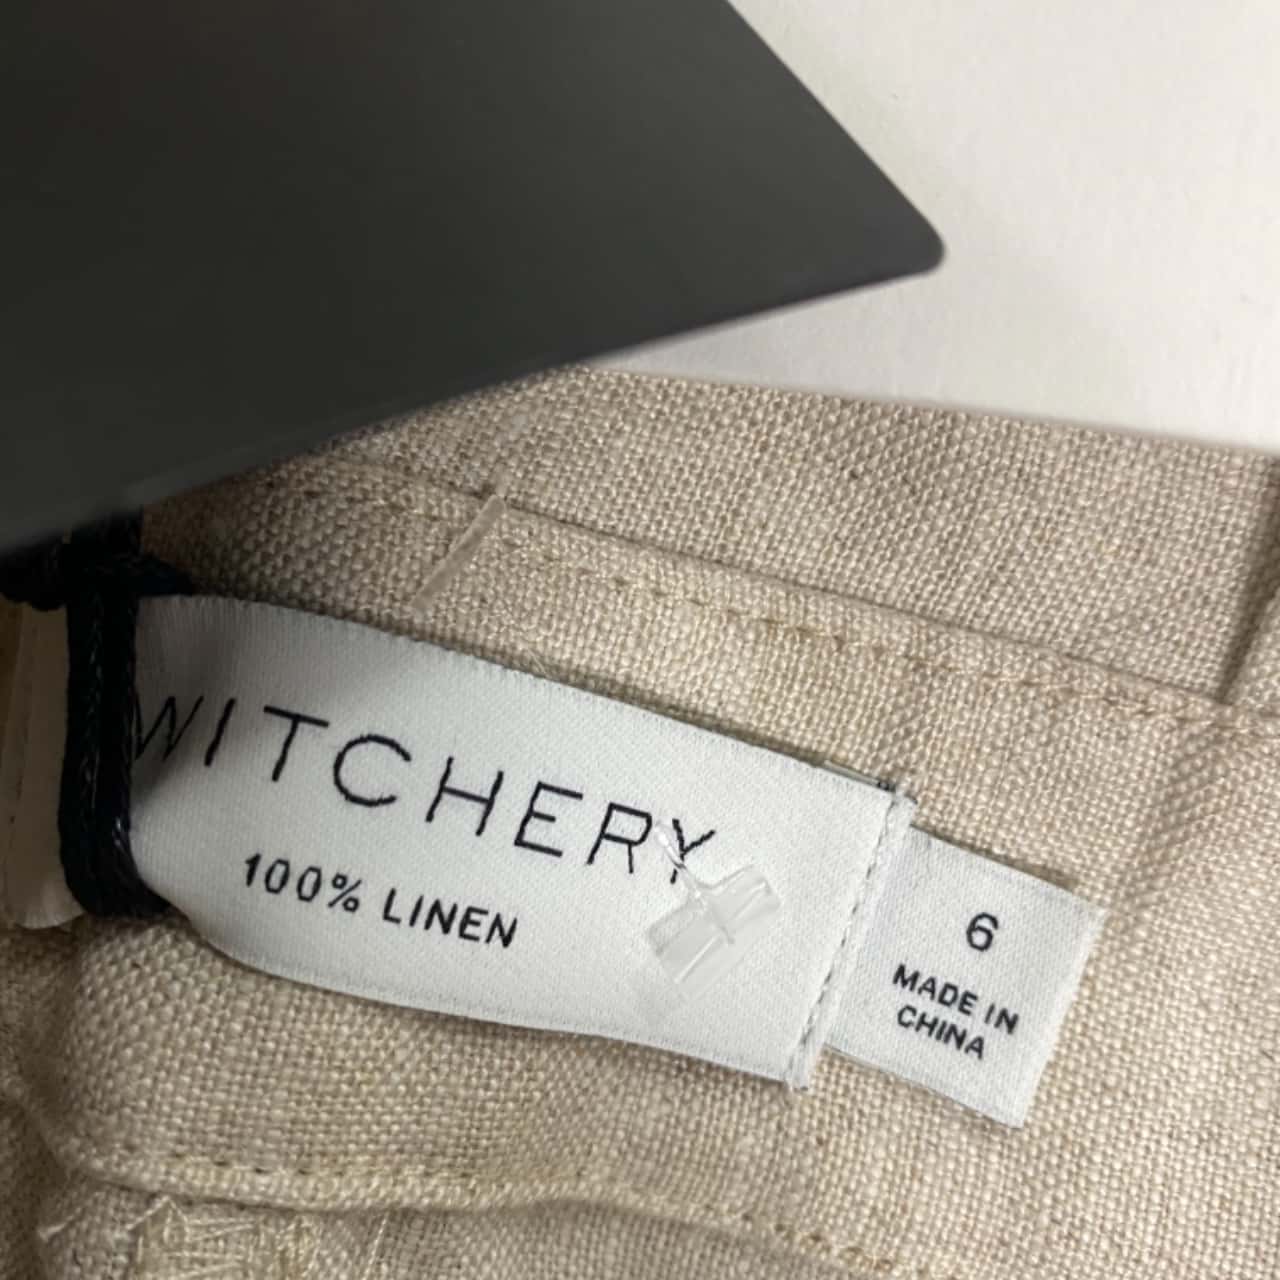 WITCHERY
100% LINEN
6
MADE IN
CHINA